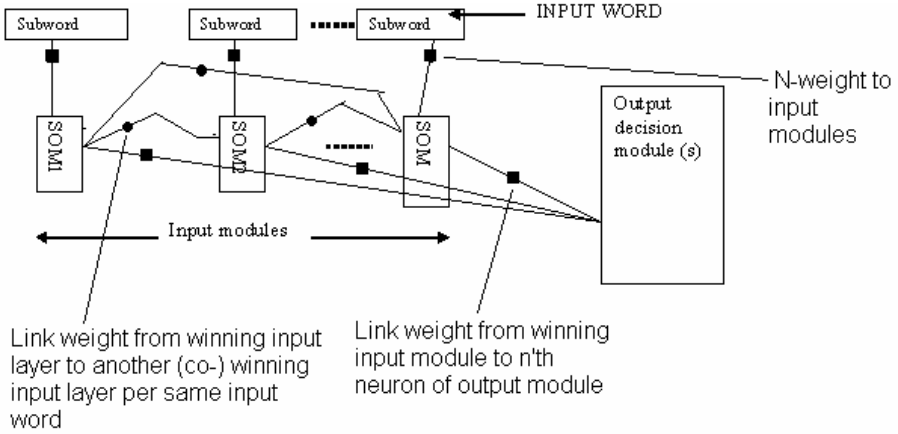 INPUT WORD
Subword
Subword
Subword
N-weight to
input
modules
Output
decision
module (s)
SOM1
SOM2
SOM
Input modules
Link weight from winning input
layer to another (co-) winning
input layer per same input
word
Link weight from winning
input module to n'th
neuron of output module